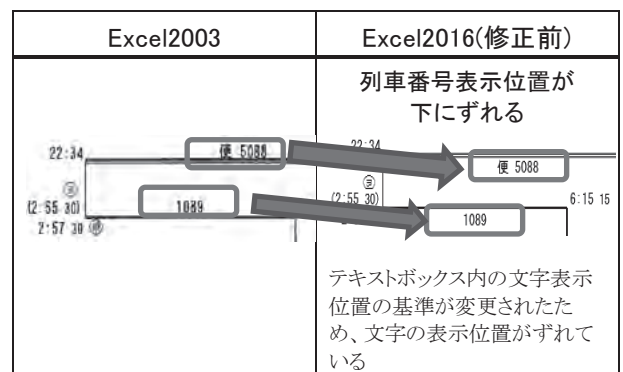 Excel2003
Excel2016(修正前)
列車番号表示位置が
下にずれる
22:34
便 5088
ヨ
(2:55 30)
1089
2:57 30
22:34
便 5088
ヨ
(2:55 30)
6:15 15
1089
テキストボックス内の文字表示
位置の基準が変更されたた
め、文字の表示位置がずれて
いる